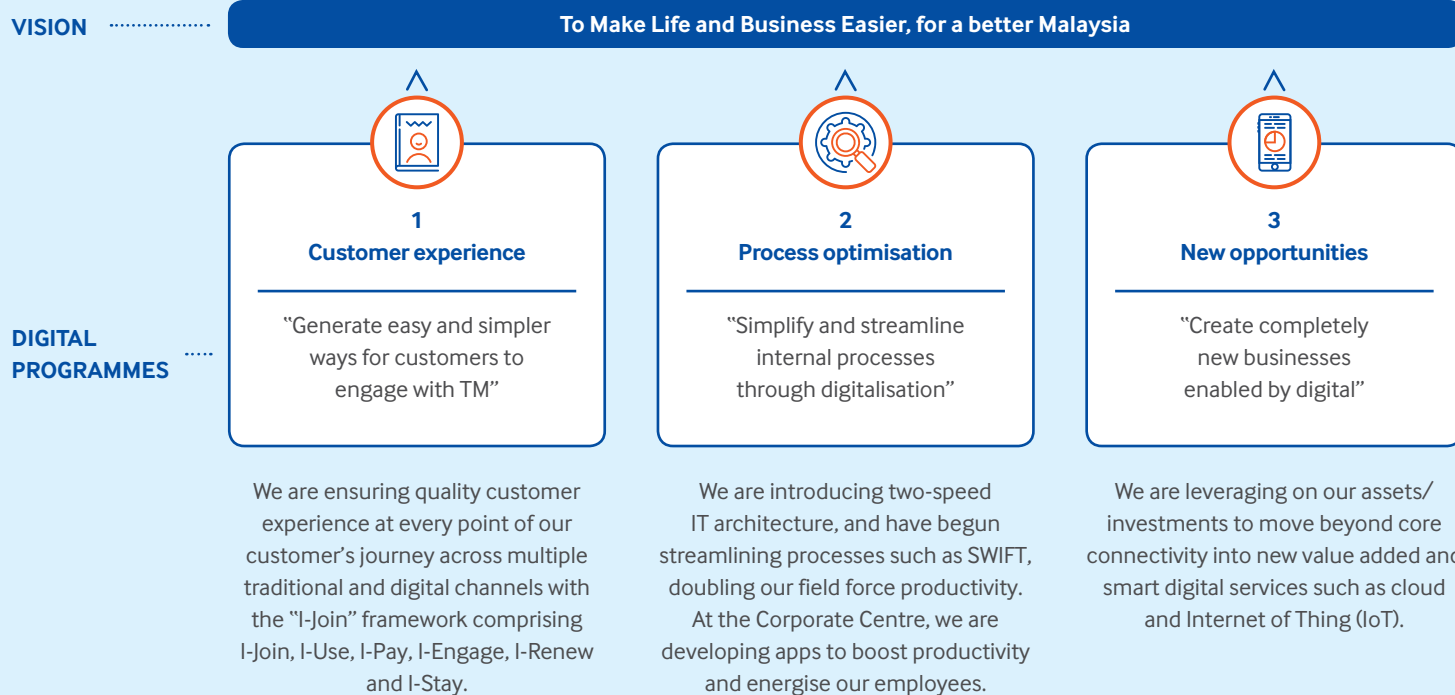 VISION
To Make Life and Business Easier, for a better Malaysia
DIGITAL
PROGRAMMES
1
Customer experience
“Generate easy and simpler
ways for customers to
engage with TM”
We are ensuring quality customer
experience at every point of our
customer’s journey across multiple
traditional and digital channels with
the “I-Join” framework comprising
I-Join, I-Use, I-Pay, I-Engage, I-Renew
and I-Stay.
2
Process optimisation
“Simplify and streamline
internal processes
through digitalisation”
We are introducing two-speed
IT architecture, and have begun
streamlining processes such as SWIFT,
doubling our field force productivity.
At the Corporate Centre, we are
developing apps to boost productivity
and energise our employees.
3
New opportunities
“Create completely
new businesses
enabled by digital”
We are leveraging on our assets/
investments to move beyond core
connectivity into new value added and
smart digital services such as cloud
and Internet of Thing (IoT).